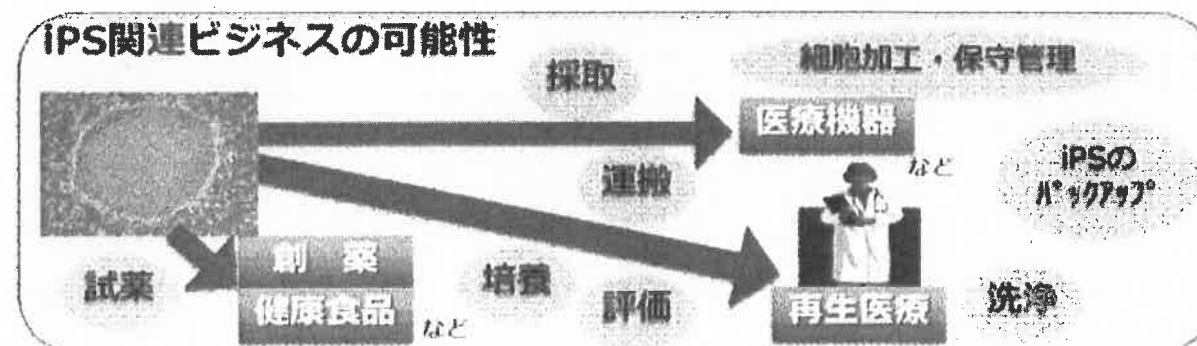 iPS関連ビジネスの可能性
採取
細胞加工・保守管理
医療機器
など
運搬
iPSの
ﾊﾞｯｸｱｯﾌﾟ
試薬
創 薬
健康食品
など
培養
評価
再生医療
洗浄